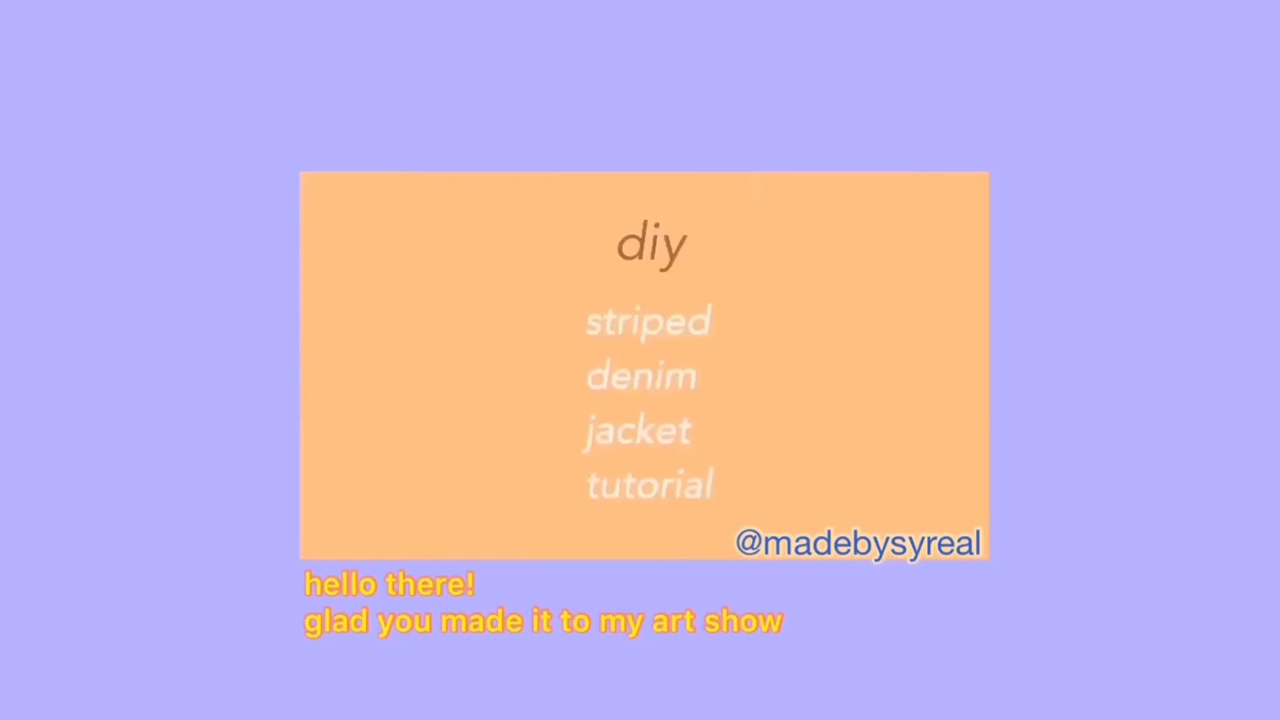 diy
striped
denim
jacket
tutorial
@madebysyreal
hello there!
glad you made it to my art show